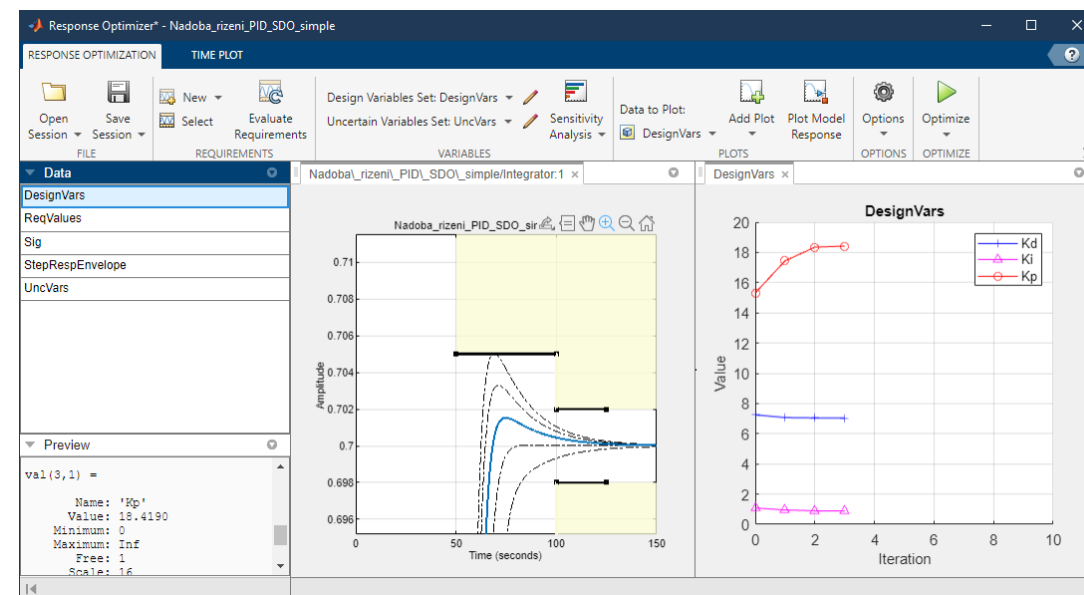 Response Optimizer* - Nadoba_rizeni_PID_SDO_simple
RESPONSE OPTIMIZATION TIME PLOT
?
Open Session
Save Session
New
Select
Evaluate Requirements
Design Variables Set: DesignVars
Uncertain Variables Set: UncVars
Sensitivity Analysis
Data to Plot:
DesignVars
Add Plot
Plot Model Response
Options
Optimize
FILE REQUIREMENTS VARIABLES PLOTS OPTIONS OPTIMIZE
Data
DesignVars
ReqValues
Sig
StepRespEnvelope
UncVars
Preview
val(3,1) =
Name: 'Kp'
Value: 18.4190
Minimum: 0
Maximum: Inf
Free: 1
Scale: 16
Nadoba\_rizeni\_PID\_SDO\_simple/Integrator:1 ×
Nadoba_rizeni_PID_SDO_sir
0.71
0.708
0.706
0.704
0.702
0.7
0.698
0.696
Amplitude
0 50 100 150
Time (seconds)
DesignVars ×
DesignVars
20
18
16
14
12
10
8
6
4
2
0
Value
Kd
Ki
Kp
0 2 4 6 8 10
Iteration